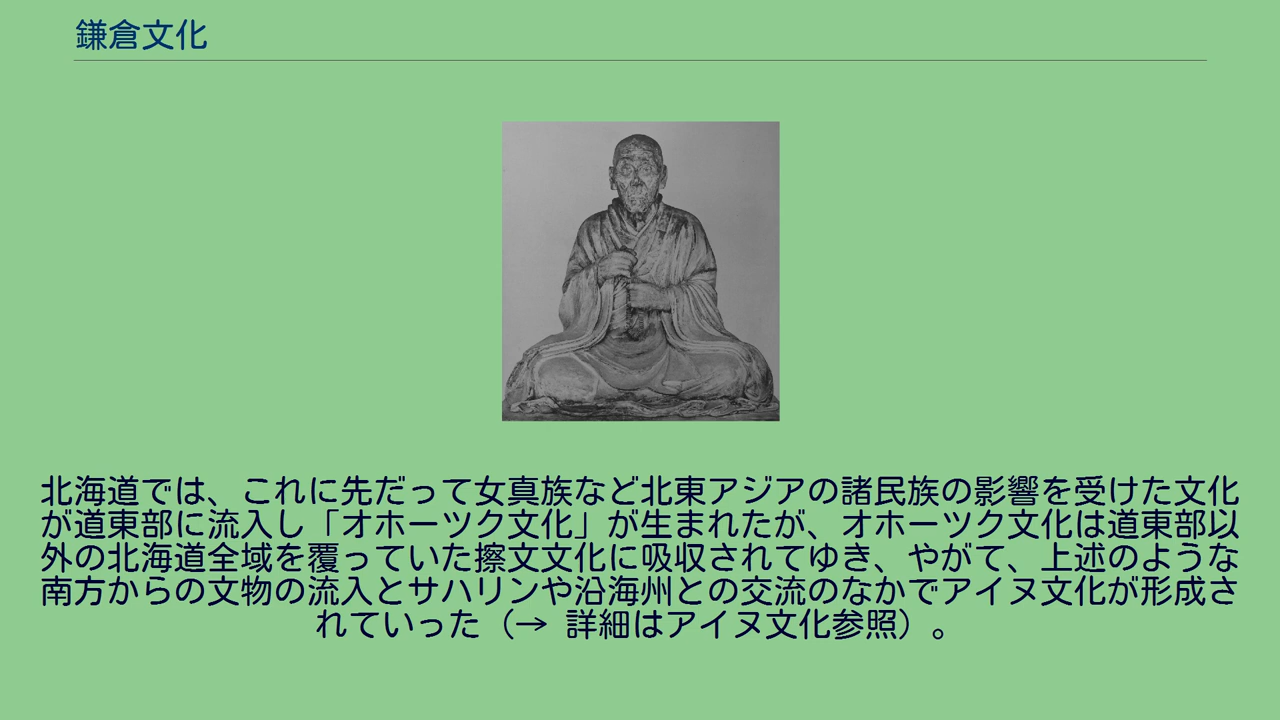 鎌倉文化
北海道では、これに先だって女真族など北東アジアの諸民族の影響を受けた文化
が道東部に流入し「オホーツク文化」が生まれたが、オホーツク文化は道東部以
外の北海道全域を覆っていた擦文文化に吸収されてゆき、やがて、上述のような
南方からの文物の流入とサハリンや沿海州との交流のなかでアイヌ文化が形成さ
れていった（→ 詳細はアイヌ文化参照）。